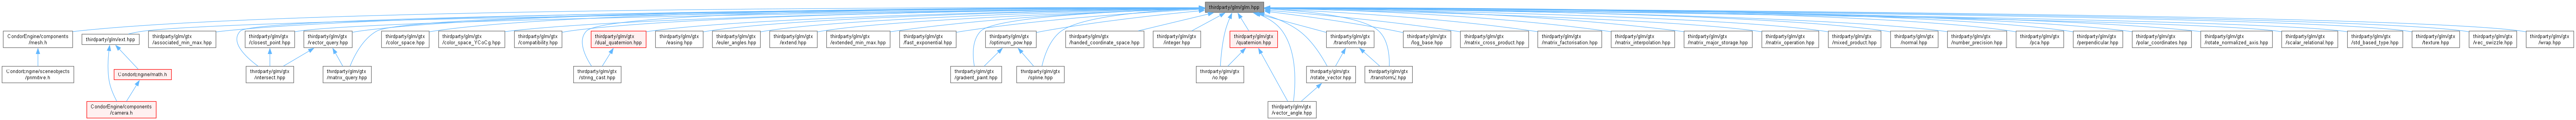 thirdparty/glm/glm.hpp
CondorEngine/components
/mesh.h
thirdparty/glm/ext.hpp
thirdparty/glm/gtx
/associated_min_max.hpp
thirdparty/glm/gtx
/closest_point.hpp
thirdparty/glm/gtx
/vector_query.hpp
thirdparty/glm/gtx
/color_space.hpp
thirdparty/glm/gtx
/color_space_YCoCg.hpp
thirdparty/glm/gtx
/compatibility.hpp
thirdparty/glm/gtx
/dual_quaternion.hpp
thirdparty/glm/gtx
/easing.hpp
thirdparty/glm/gtx
/euler_angles.hpp
thirdparty/glm/gtx
/extend.hpp
thirdparty/glm/gtx
/extended_min_max.hpp
thirdparty/glm/gtx
/fast_exponential.hpp
thirdparty/glm/gtx
/optimum_pow.hpp
thirdparty/glm/gtx
/handed_coordinate_space.hpp
thirdparty/glm/gtx
/integer.hpp
thirdparty/glm/gtx
/quaternion.hpp
thirdparty/glm/gtx
/transform.hpp
thirdparty/glm/gtx
/log_base.hpp
thirdparty/glm/gtx
/matrix_cross_product.hpp
thirdparty/glm/gtx
/matrix_factorisation.hpp
thirdparty/glm/gtx
/matrix_interpolation.hpp
thirdparty/glm/gtx
/matrix_major_storage.hpp
thirdparty/glm/gtx
/matrix_operation.hpp
thirdparty/glm/gtx
/mixed_product.hpp
thirdparty/glm/gtx
/normal.hpp
thirdparty/glm/gtx
/number_precision.hpp
thirdparty/glm/gtx
/pca.hpp
thirdparty/glm/gtx
/perpendicular.hpp
thirdparty/glm/gtx
/polar_coordinates.hpp
thirdparty/glm/gtx
/rotate_normalized_axis.hpp
thirdparty/glm/gtx
/scalar_relational.hpp
thirdparty/glm/gtx
/std_based_type.hpp
thirdparty/glm/gtx
/texture.hpp
thirdparty/glm/gtx
/vec_swizzle.hpp
thirdparty/glm/gtx
/wrap.hpp
CondorEngine/sceneobjects
/primitive.h
CondorEngine/math.h
thirdparty/glm/gtx
/intersect.hpp
thirdparty/glm/gtx
/matrix_query.hpp
thirdparty/glm/gtx
/string_cast.hpp
thirdparty/glm/gtx
/gradient_paint.hpp
thirdparty/glm/gtx
/spline.hpp
thirdparty/glm/gtx
/io.hpp
thirdparty/glm/gtx
/rotate_vector.hpp
thirdparty/glm/gtx
/transform2.hpp
CondorEngine/components
/camera.h
thirdparty/glm/gtx
/vector_angle.hpp